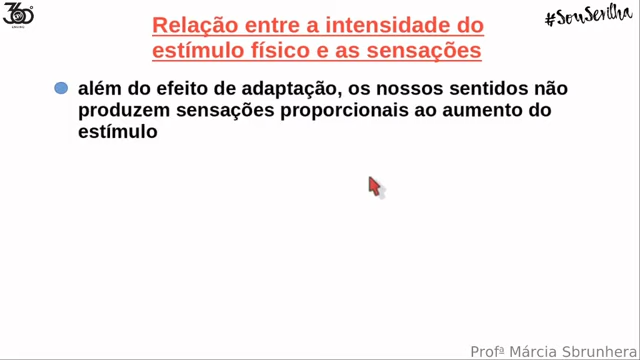 360°
#SouSerilha
Relação entre a intensidade do
estímulo físico e as sensações
além do efeito de adaptação, os nossos sentidos não
produzem sensações proporcionais ao aumento do
estímulo
Profª Márcia Sbrunhera